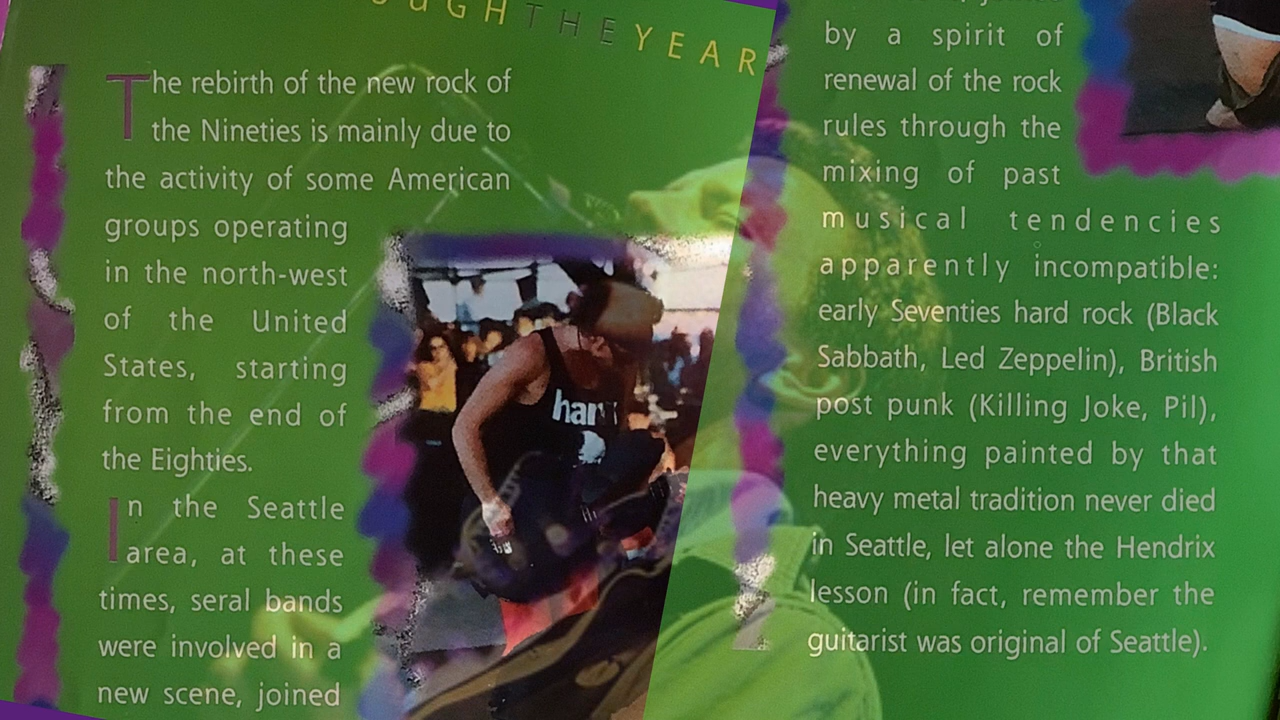 OUGH THE YEAR
The rebirth of the new rock of
the Nineties is mainly due to
the activity of some American
groups operating
in the north-west
of the United
States, starting
from the end of
the Eighties.
In the Seattle
area, at these
times, seral bands
were involved in a
new scene, joined
by a spirit of
renewal of the rock
rules through the
mixing of past
musical tendencies
apparently incompatible:
early Seventies hard rock (Black
Sabbath, Led Zeppelin), British
post punk (Killing Joke, Pil),
everything painted by that
heavy metal tradition never died
in Seattle, let alone the Hendrix
lesson (in fact, remember the
guitarist was original of Seattle).